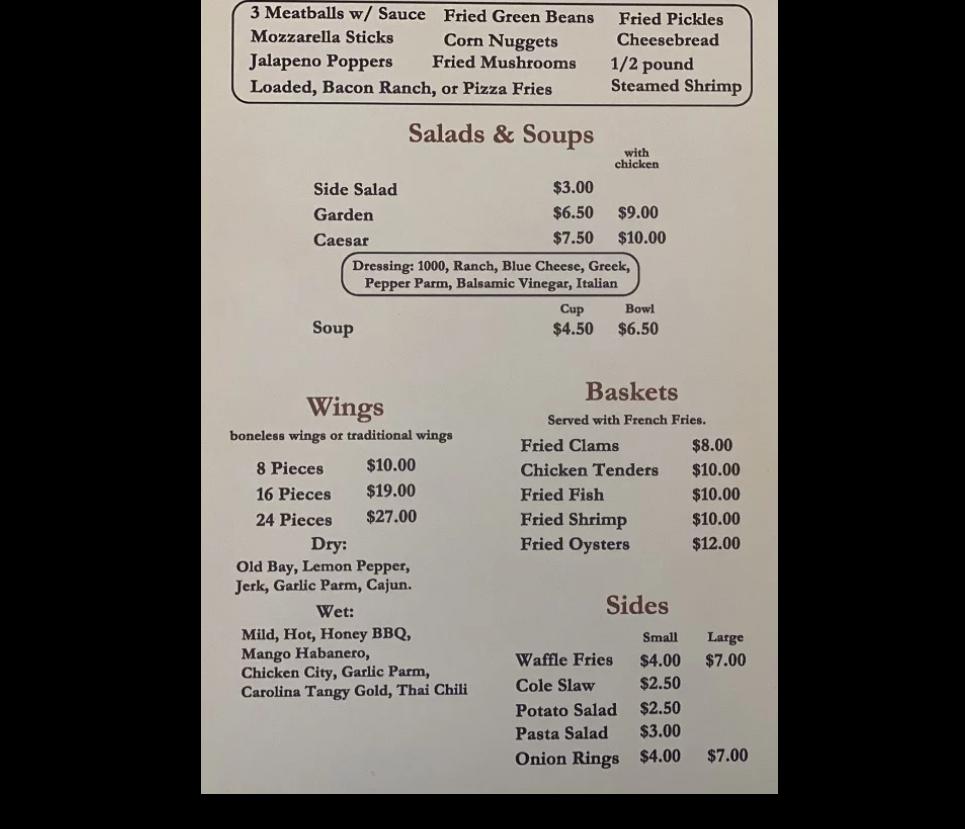 3 Meatballs w/ Sauce Fried Green Beans Fried Pickles
Mozzarella Sticks Corn Nuggets Cheesebread
Jalapeno Poppers Fried Mushrooms 1/2 pound
Loaded, Bacon Ranch, or Pizza Fries Steamed Shrimp
Salads & Soups
with
chicken
Side Salad $3.00
Garden $6.50 $9.00
Caesar $7.50 $10.00
Dressing: 1000, Ranch, Blue Cheese, Greek,
Pepper Parm, Balsamic Vinegar, Italian
Cup Bowl
Soup $4.50 $6.50
Wings
boneless wings or traditional wings
8 Pieces $10.00
16 Pieces $19.00
24 Pieces $27.00
Dry:
Old Bay, Lemon Pepper,
Jerk, Garlic Parm, Cajun.
Wet:
Mild, Hot, Honey BBQ,
Mango Habanero,
Chicken City, Garlic Parm,
Carolina Tangy Gold, Thai Chili
Baskets
Served with French Fries.
Fried Clams $8.00
Chicken Tenders $10.00
Fried Fish $10.00
Fried Shrimp $10.00
Fried Oysters $12.00
Sides
Small Large
Waffle Fries $4.00 $7.00
Cole Slaw $2.50
Potato Salad $2.50
Pasta Salad $3.00
Onion Rings $4.00 $7.00